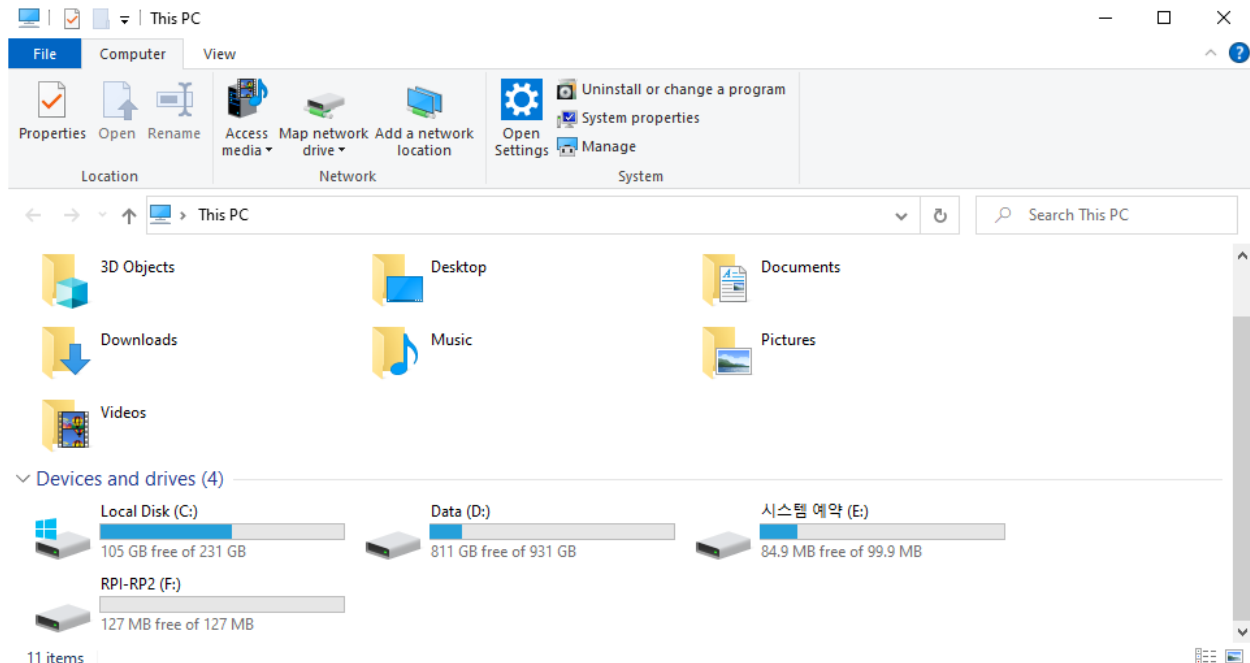 This PC
File Computer View
Properties Open Rename
Access media
Map network drive
Add a network location
Open Settings
Uninstall or change a program
System properties
Manage
Location Network System
This PC
Search This PC
3D Objects Desktop Documents
Downloads Music Pictures
Videos
Devices and drives (4)
Local Disk (C:) Data (D:) 시스템 예약 (E:)
105 GB free of 231 GB 811 GB free of 931 GB 84.9 MB free of 99.9 MB
RPI-RP2 (F:)
127 MB free of 127 MB
11 items